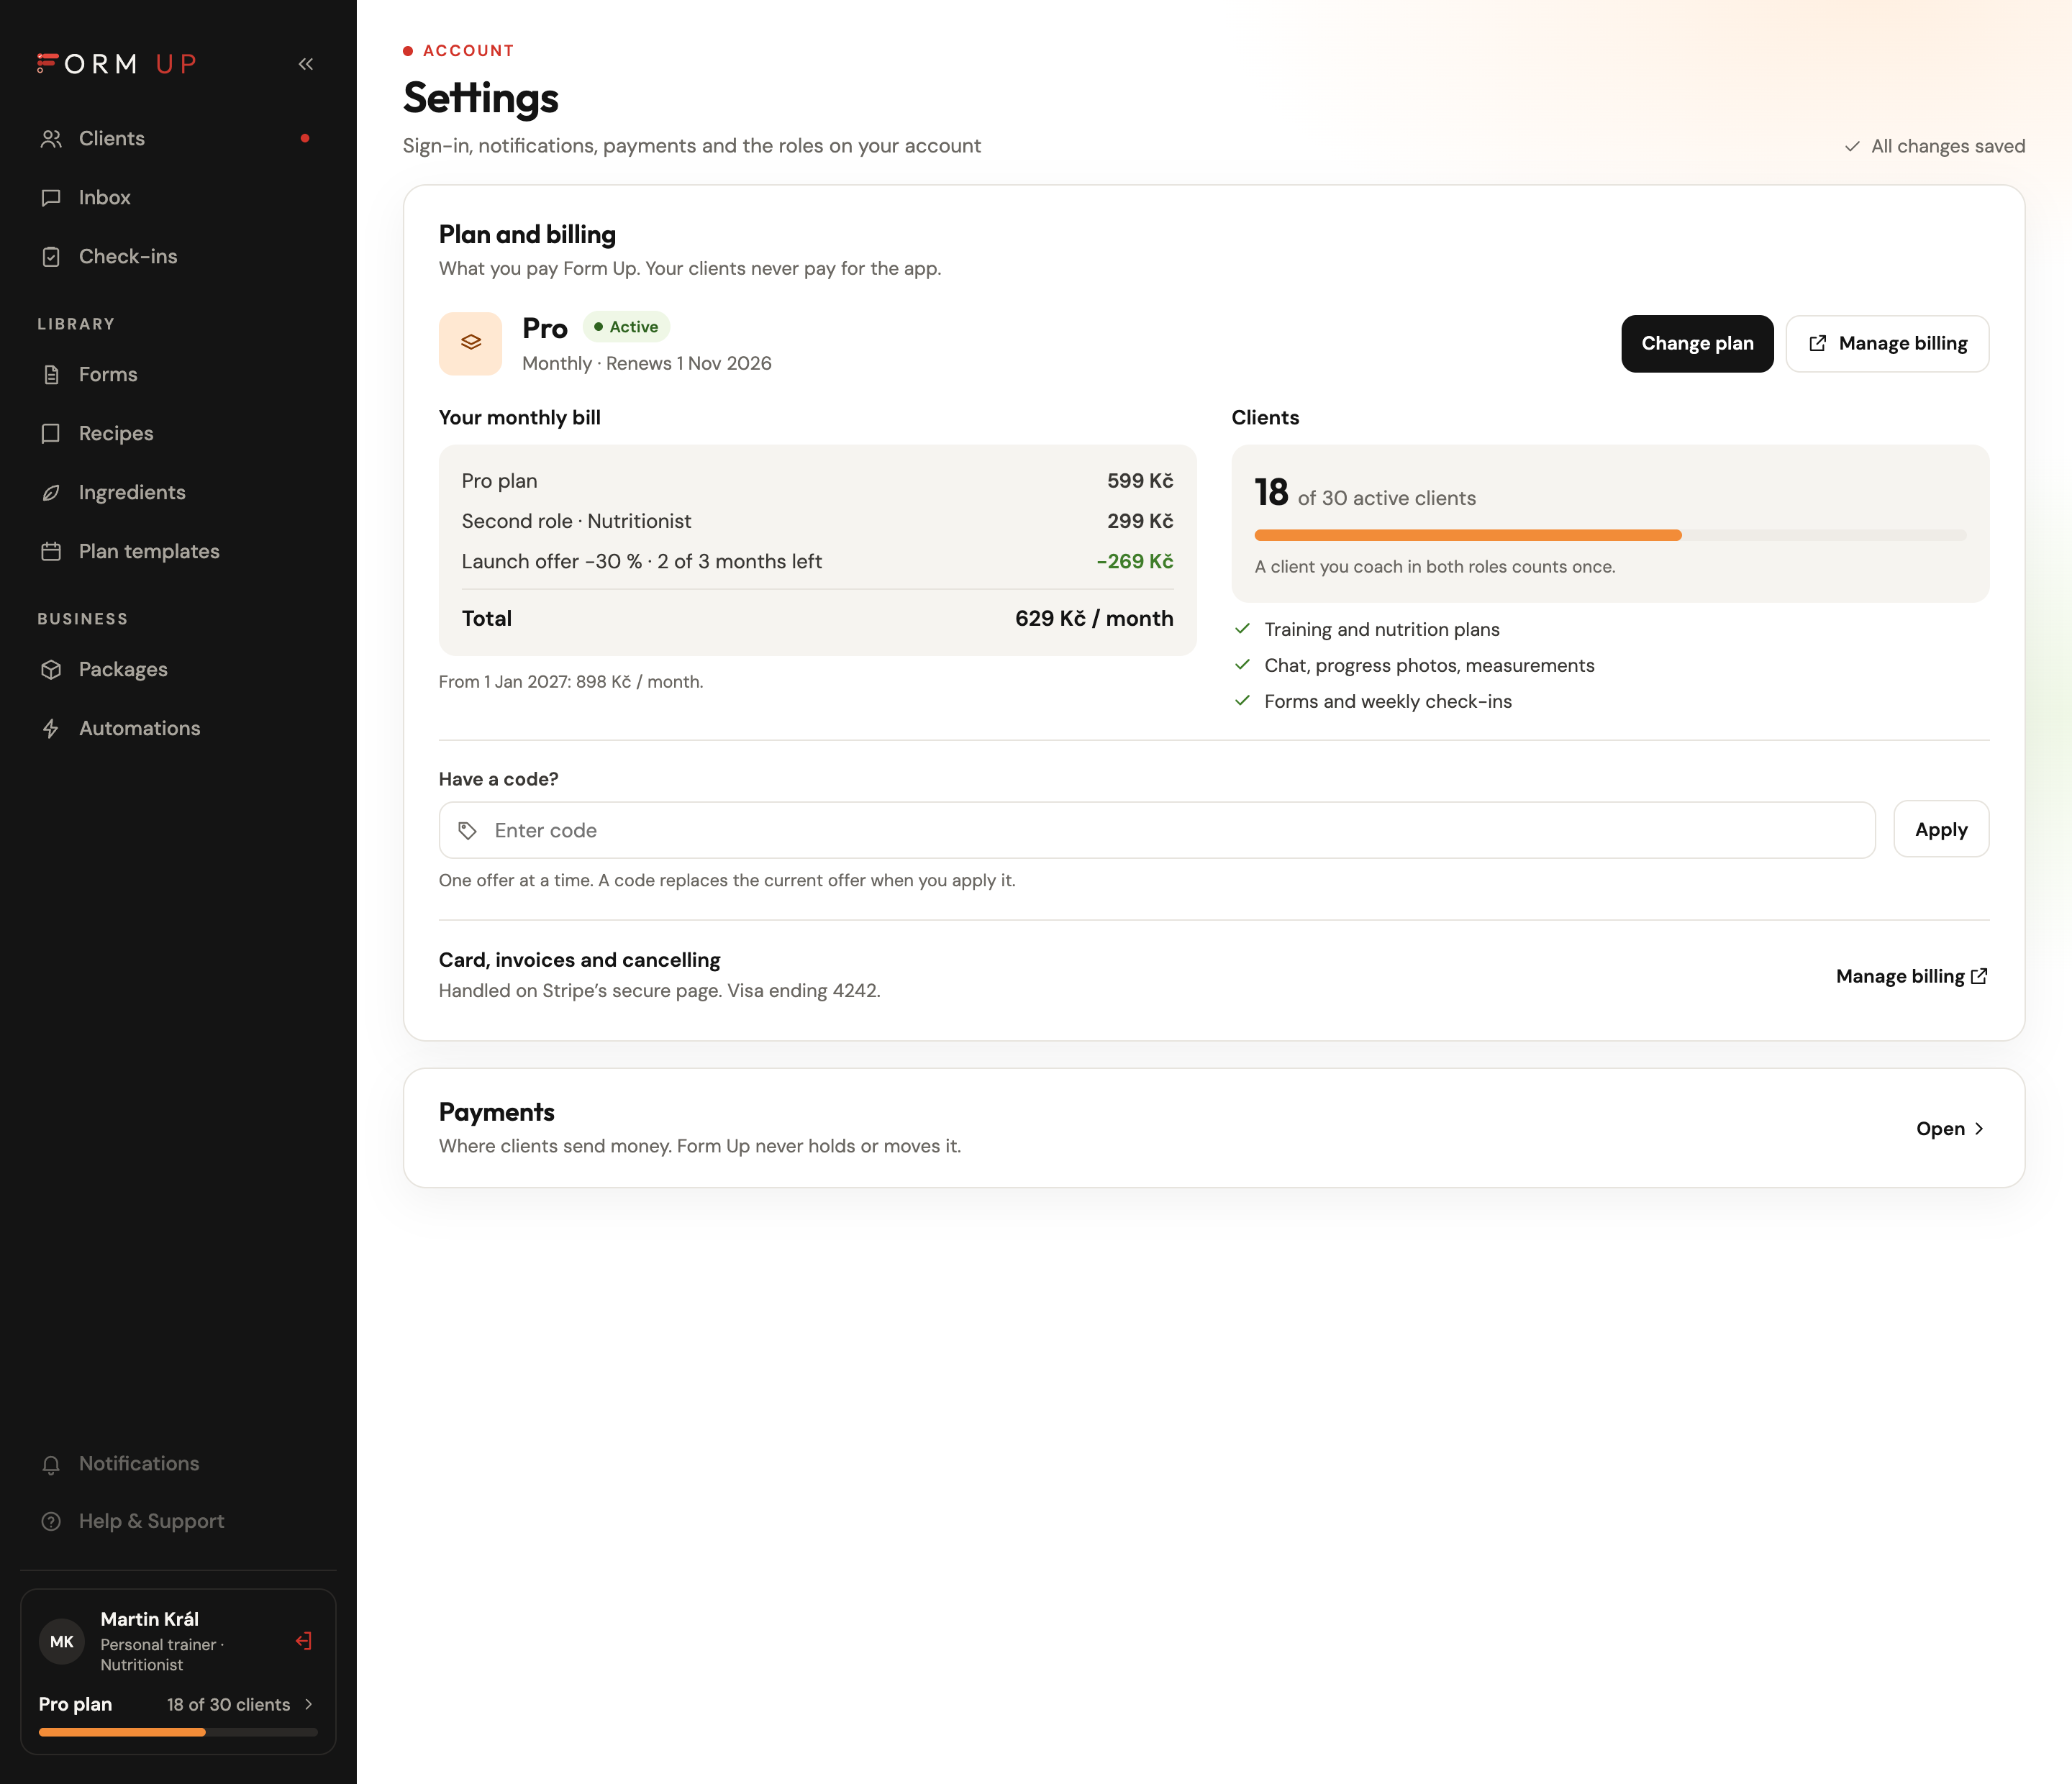 FORM UP
Clients
Inbox
Check-ins
LIBRARY
Forms
Recipes
Ingredients
Plan templates
BUSINESS
Packages
Automations
Notifications
Help & Support
MK
Martin Král
Personal trainer ·
Nutritionist
Pro plan
18 of 30 clients
ACCOUNT
Settings
Sign-in, notifications, payments and the roles on your account
All changes saved
Plan and billing
What you pay Form Up. Your clients never pay for the app.
Pro
Active
Monthly · Renews 1 Nov 2026
Change plan
Manage billing
Your monthly bill
Pro plan 599 Kč
Second role · Nutritionist 299 Kč
Launch offer −30 % · 2 of 3 months left −269 Kč
Total 629 Kč / month
From 1 Jan 2027: 898 Kč / month.
Clients
18 of 30 active clients
A client you coach in both roles counts once.
Training and nutrition plans
Chat, progress photos, measurements
Forms and weekly check-ins
Have a code?
Enter code
Apply
One offer at a time. A code replaces the current offer when you apply it.
Card, invoices and cancelling
Handled on Stripe’s secure page. Visa ending 4242.
Manage billing
Payments
Where clients send money. Form Up never holds or moves it.
Open